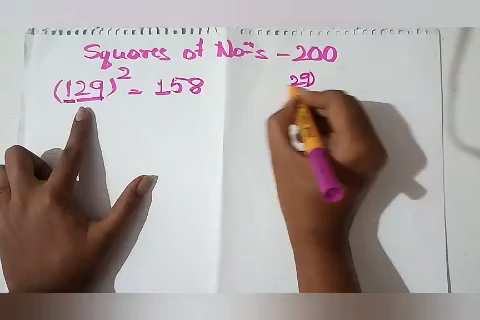 Squares of No-s - 200
(129)² = 158
29)